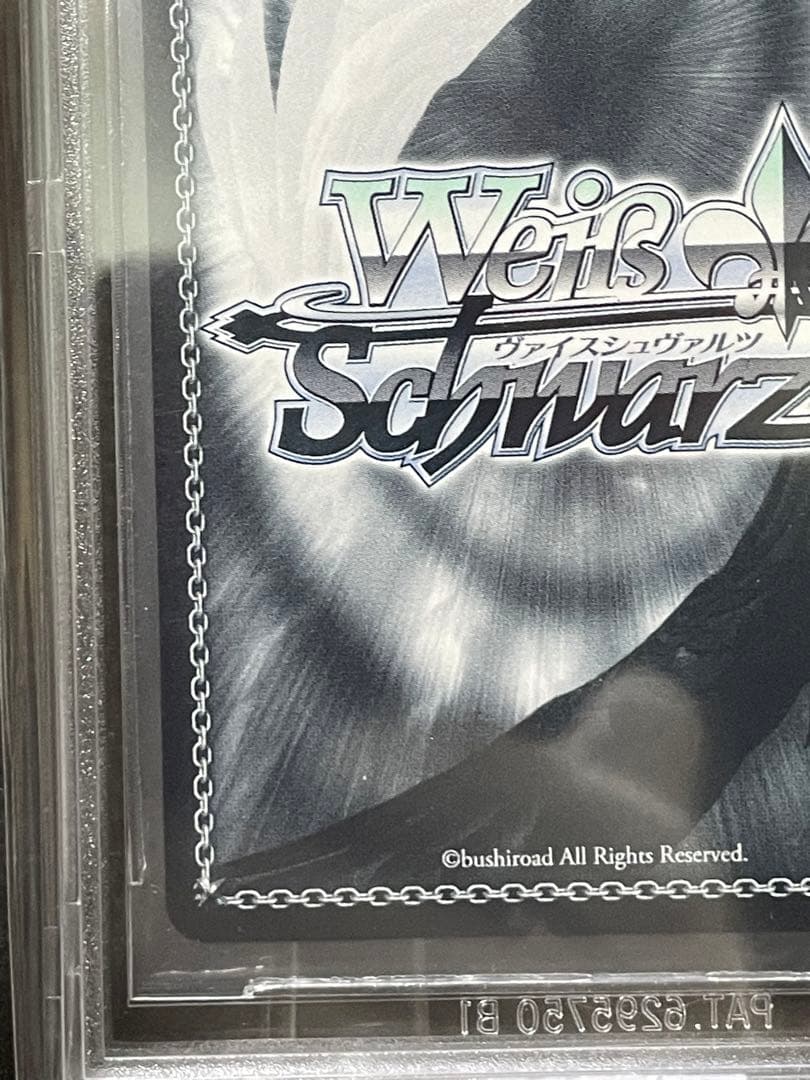 Weiß
ヴァイスシュヴァルツ
Schwarz
©bushiroad All Rights Reserved.
PAT.6295750 B1